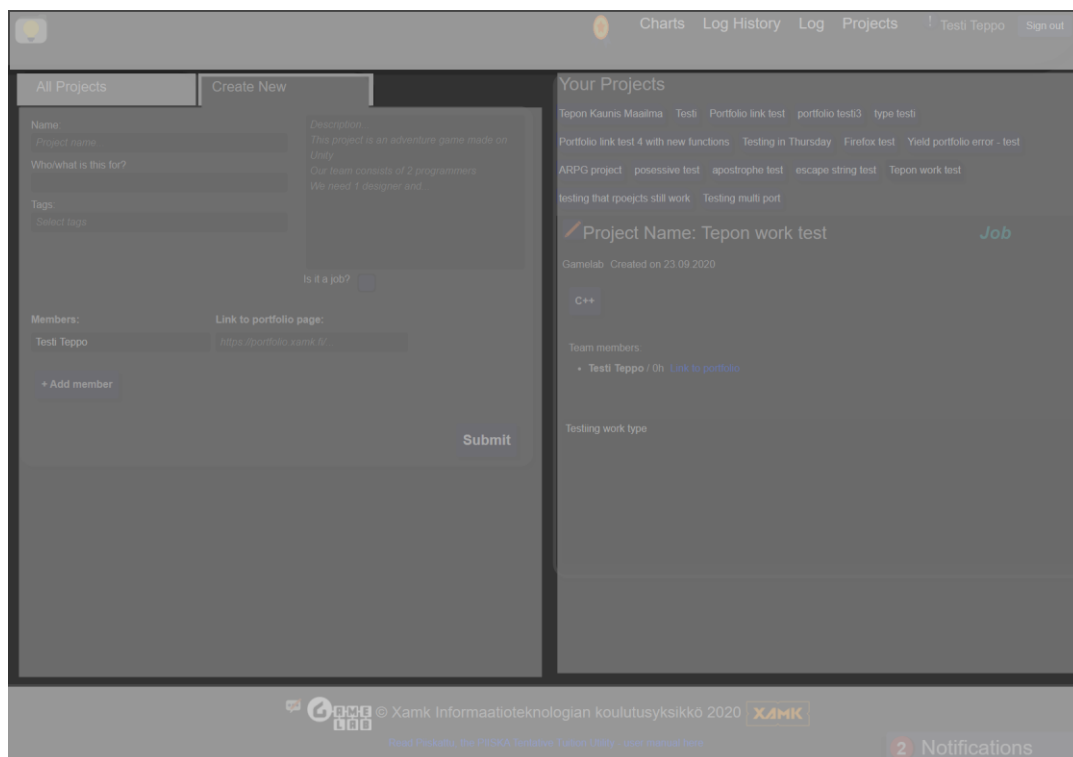 Charts Log History Log Projects ! Testi Teppo Sign out
All Projects Create New
Name:
Project name
Who/what is this for?
Tags:
Select tags
Description
This project is an adventure game made on
Unity
Our team consists of 2 programmers
We need 1 designer and
Is it a job?
Members: Link to portfolio page:
Testi Teppo https://portfolio.xamk.fi/...
+ Add member
Submit
Your Projects
Tepon Kaunis Maailma Testi Portfolio link test portfolio testi3 type testi
Portfolio link test 4 with new functions Testing in Thursday Firefox test Yield portfolio error - test
ARPG project posessive test apostrophe test escape string test Tepon work test
testing that rpoejcts still work Testing multi port
Project Name: Tepon work test Job
Gamelab Created on 23.09.2020
C++
Team members:
• Testi Teppo / 0h Link to portfolio
Testiing work type
© Xamk Informaatioteknologian koulutusyksikkö 2020 XAMK
2 Notifications